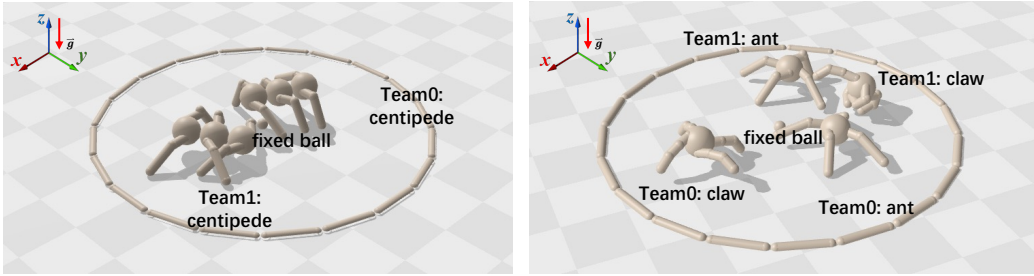 z
g
x
y
Team0:
centipede
fixed ball
Team1:
centipede
z
g
x
y
Team1: ant
Team1: claw
fixed ball
Team0: claw
Team0: ant